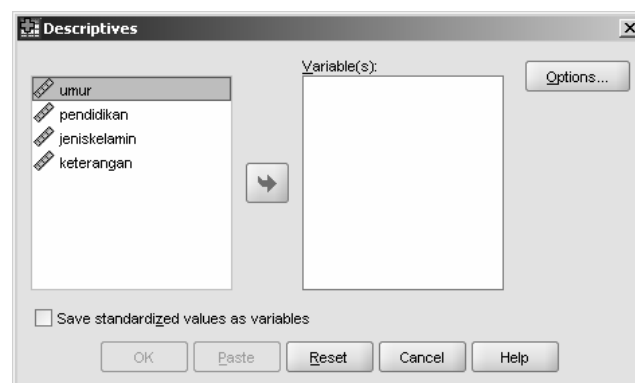 Descriptives
umur
pendidikan
jeniskelamin
keterangan
Variable(s):
Options...
Save standardized values as variables
OK
Paste
Reset
Cancel
Help